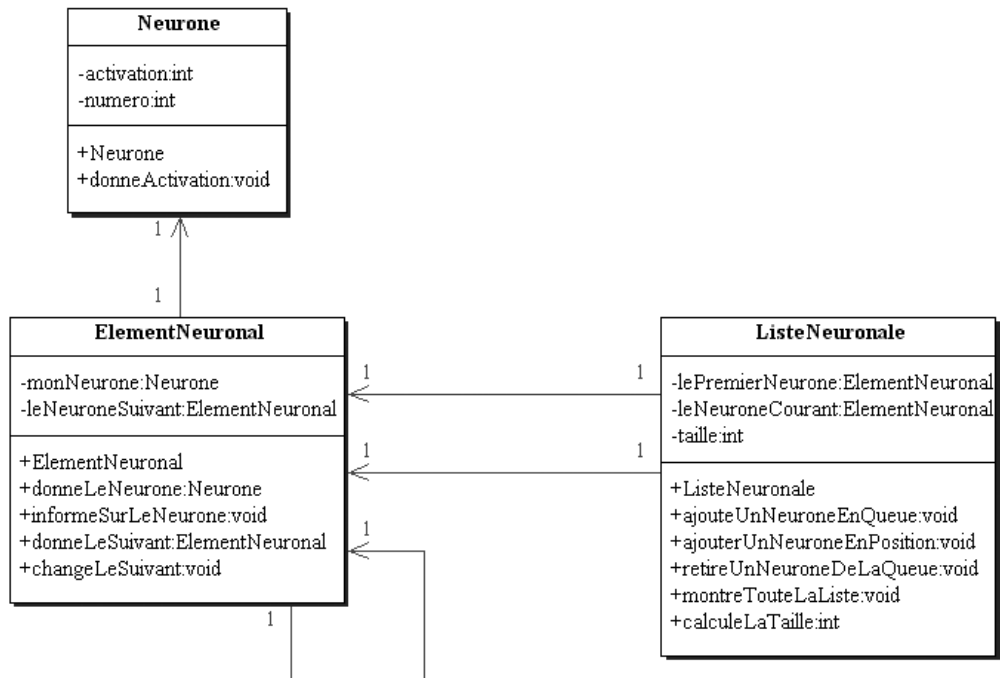 Neurone
-activation:int
-numero:int
+Neurone
+donneActivation:void
1
1
ElementNeuronal
-monNeurone:Neurone
-leNeuroneSuivant:ElementNeuronal
+ElementNeuronal
+donneLeNeurone:Neurone
+informeSurLeNeurone:void
+donneLeSuivant:ElementNeuronal
+changeLeSuivant:void
1
1
1
1
1
1
ListeNeuronale
-lePremierNeurone:ElementNeuronal
-leNeuroneCourant:ElementNeuronal
-taille:int
+ListeNeuronale
+ajouteUnNeuroneEnQueue:void
+ajouterUnNeuroneEnPosition:void
+retireUnNeuroneDeLaQueue:void
+montreTouteLaListe:void
+calculeLaTaille:int